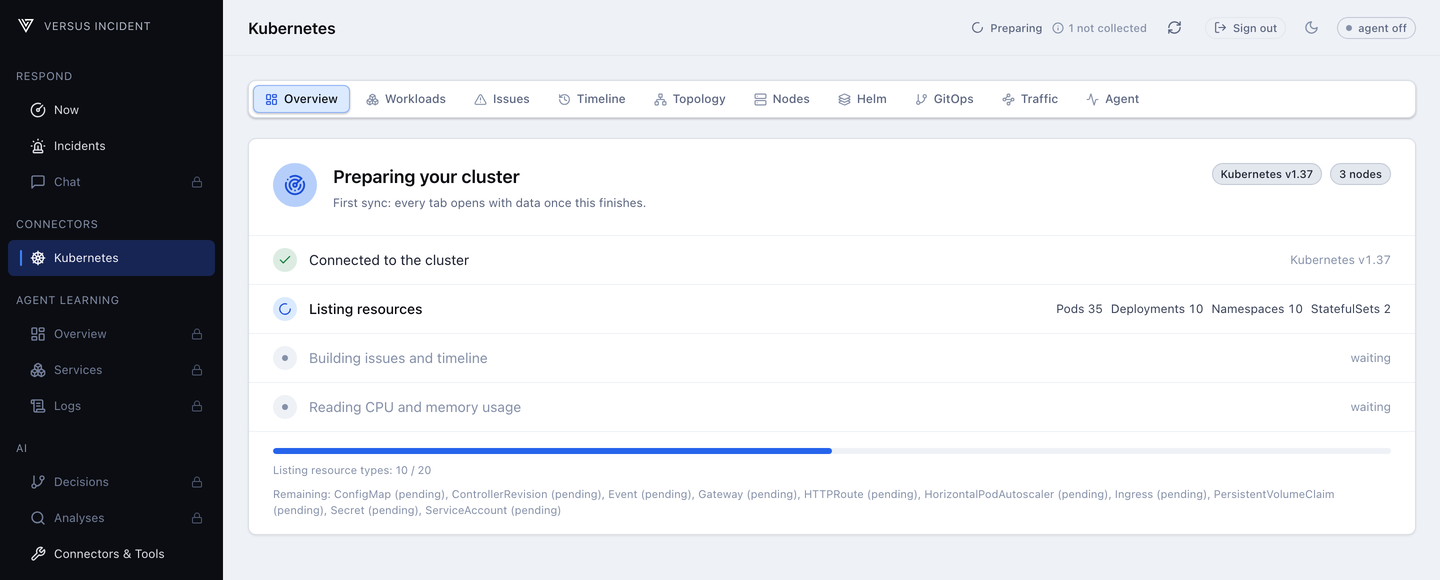 VERSUS INCIDENT
RESPOND
Now
Incidents
Chat
CONNECTORS
Kubernetes
AGENT LEARNING
Overview
Services
Logs
AI
Decisions
Analyses
Connectors & Tools
Kubernetes
Preparing
1 not collected
Sign out
agent off
Overview
Workloads
Issues
Timeline
Topology
Nodes
Helm
GitOps
Traffic
Agent
Preparing your cluster
First sync: every tab opens with data once this finishes.
Kubernetes v1.37
3 nodes
Connected to the cluster
Kubernetes v1.37
Listing resources
Pods 35 Deployments 10 Namespaces 10 StatefulSets 2
Building issues and timeline
waiting
Reading CPU and memory usage
waiting
Listing resource types: 10 / 20
Remaining: ConfigMap (pending), ControllerRevision (pending), Event (pending), Gateway (pending), HTTPRoute (pending), HorizontalPodAutoscaler (pending), Ingress (pending), PersistentVolumeClaim
(pending), Secret (pending), ServiceAccount (pending)